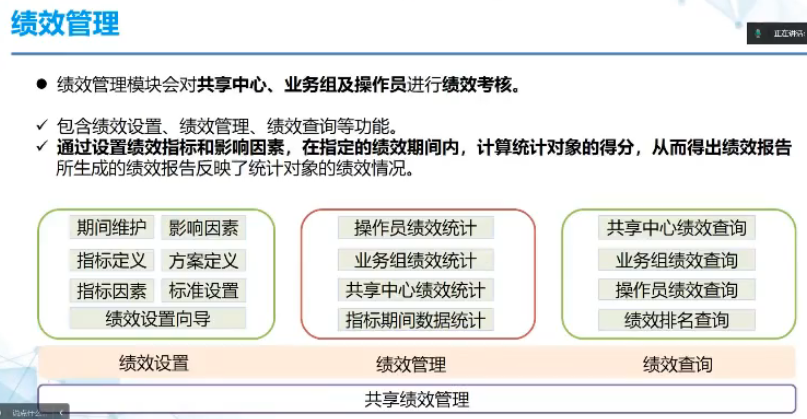 绩效管理
正在讲话:
● 绩效管理模块会对共享中心、业务组及操作员进行绩效考核。
✓ 包含绩效设置、绩效管理、绩效查询等功能。
✓ 通过设置绩效指标和影响因素，在指定的绩效期间内，计算统计对象的得分，从而得出绩效报告
所生成的绩效报告反映了统计对象的绩效情况。
期间维护 影响因素
指标定义 方案定义
指标因素 标准设置
绩效设置向导
操作员绩效统计
业务组绩效统计
共享中心绩效统计
指标期间数据统计
共享中心绩效查询
业务组绩效查询
操作员绩效查询
绩效排名查询
绩效设置 绩效管理 绩效查询
共享绩效管理
说点什么...